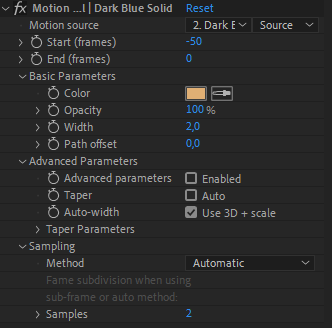 fx Motion ...l | Dark Blue Solid Reset
Motion source 2. Dark E Source
Start (frames) -50
End (frames) 0
Basic Parameters
Color
Opacity 100 %
Width 2,0
Path offset 0,0
Advanced Parameters
Advanced parameters Enabled
Taper Auto
Auto-width Use 3D + scale
Taper Parameters
Sampling
Method Automatic
Fame subdivision when using
sub-frame or auto method:
Samples 2